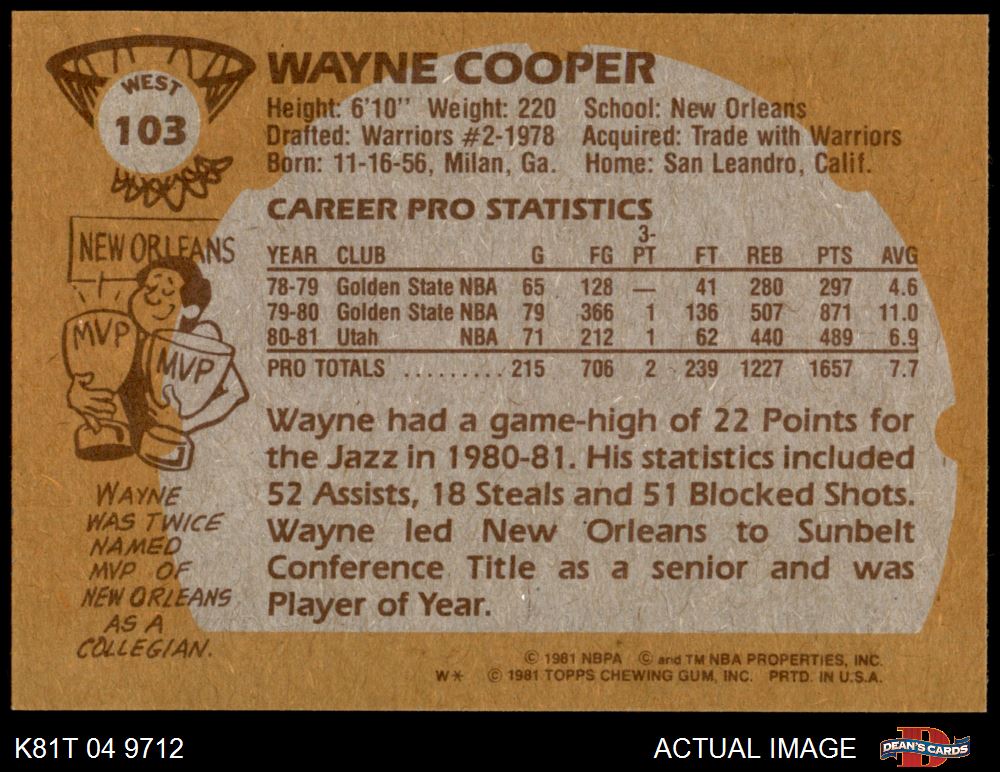 WEST
103
WAYNE COOPER
Height: 6'10'' Weight: 220 School: New Orleans
Drafted: Warriors #2-1978 Acquired: Trade with Warriors
Born: 11-16-56, Milan, Ga. Home: San Leandro, Calif.
CAREER PRO STATISTICS
YEAR CLUB G FG 3-PT FT REB PTS AVG
78-79 Golden State NBA 65 128 — 41 280 297 4.6
79-80 Golden State NBA 79 366 1 136 507 871 11.0
80-81 Utah NBA 71 212 1 62 440 489 6.9
PRO TOTALS ......... 215 706 2 239 1227 1657 7.7
NEW ORLEANS
MVP
MVP
WAYNE
WAS TWICE
NAMED
MVP OF
NEW ORLEANS
AS A
COLLEGIAN.
Wayne had a game-high of 22 Points for
the Jazz in 1980-81. His statistics included
52 Assists, 18 Steals and 51 Blocked Shots.
Wayne led New Orleans to Sunbelt
Conference Title as a senior and was
Player of Year.
© 1981 NBPA © and TM NBA PROPERTIES, INC.
W* © 1981 TOPPS CHEWING GUM, INC. PRTD. IN U.S.A.
K81T 04 9712
ACTUAL IMAGE
D
DEAN'S CARDS